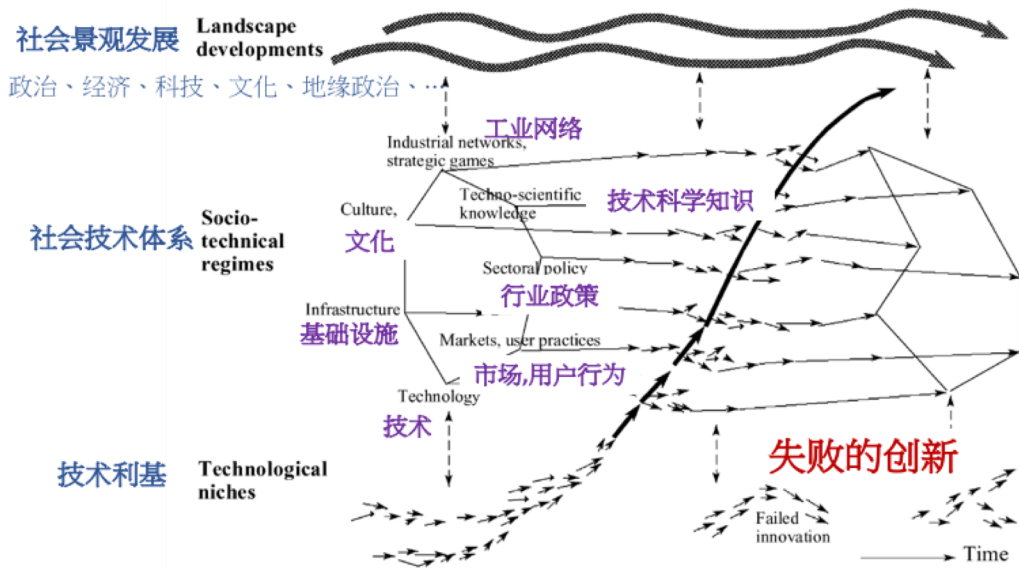 社会景观发展
Landscape
developments
政治、经济、科技、文化、地缘政治、…
工业网络
Industrial networks,
strategic games
Techno-scientific
knowledge
技术科学知识
Culture,
文化
社会技术体系
Socio-
technical
regimes
Sectoral policy
行业政策
Infrastructure
基础设施
Markets, user practices
市场,用户行为
Technology
技术
失败的创新
技术利基
Technological
niches
Failed
innovation
Time